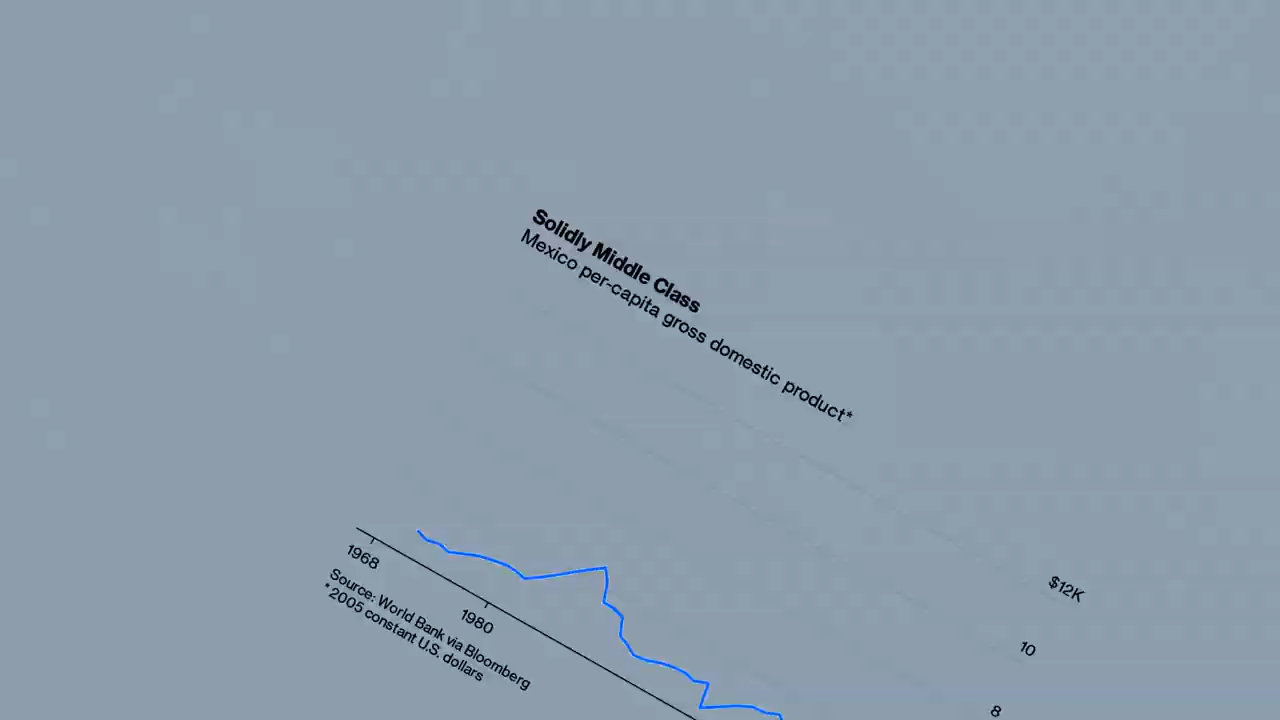 Solidly Middle Class
Mexico per-capita gross domestic product*
$12K
10
8
1968
1980
Source: World Bank via Bloomberg
*2005 constant U.S. dollars